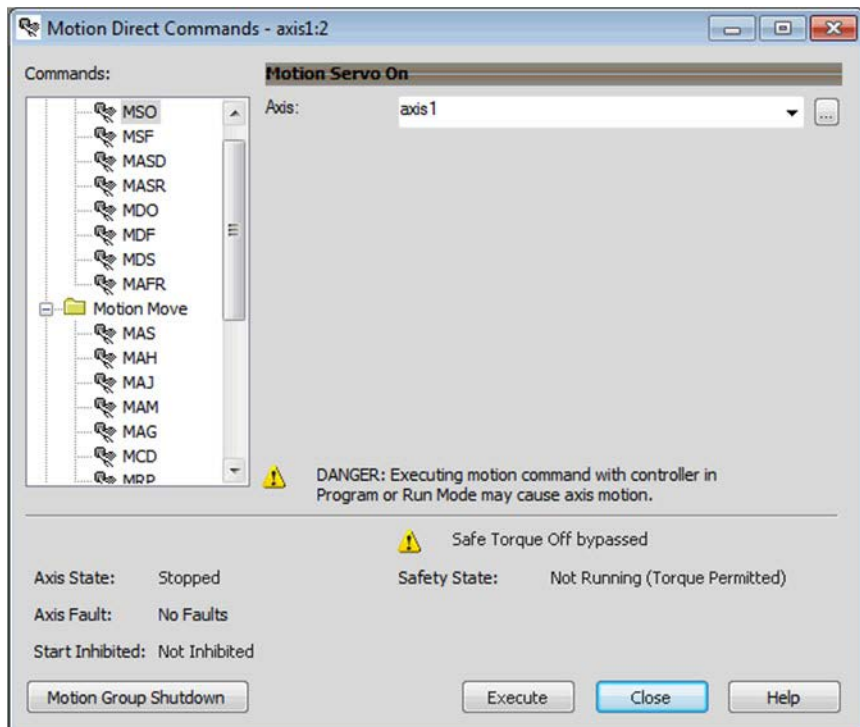 Motion Direct Commands - axis1:2
Commands:
Motion Servo On
MSO
MSF
MASD
MASR
MDO
MDF
MDS
MAFR
Motion Move
MAS
MAH
MAJ
MAM
MAG
MCD
MRP
Axis:
axis1
...
DANGER: Executing motion command with controller in
Program or Run Mode may cause axis motion.
Safe Torque Off bypassed
Axis State: Stopped
Safety State: Not Running (Torque Permitted)
Axis Fault: No Faults
Start Inhibited: Not Inhibited
Motion Group Shutdown
Execute
Close
Help